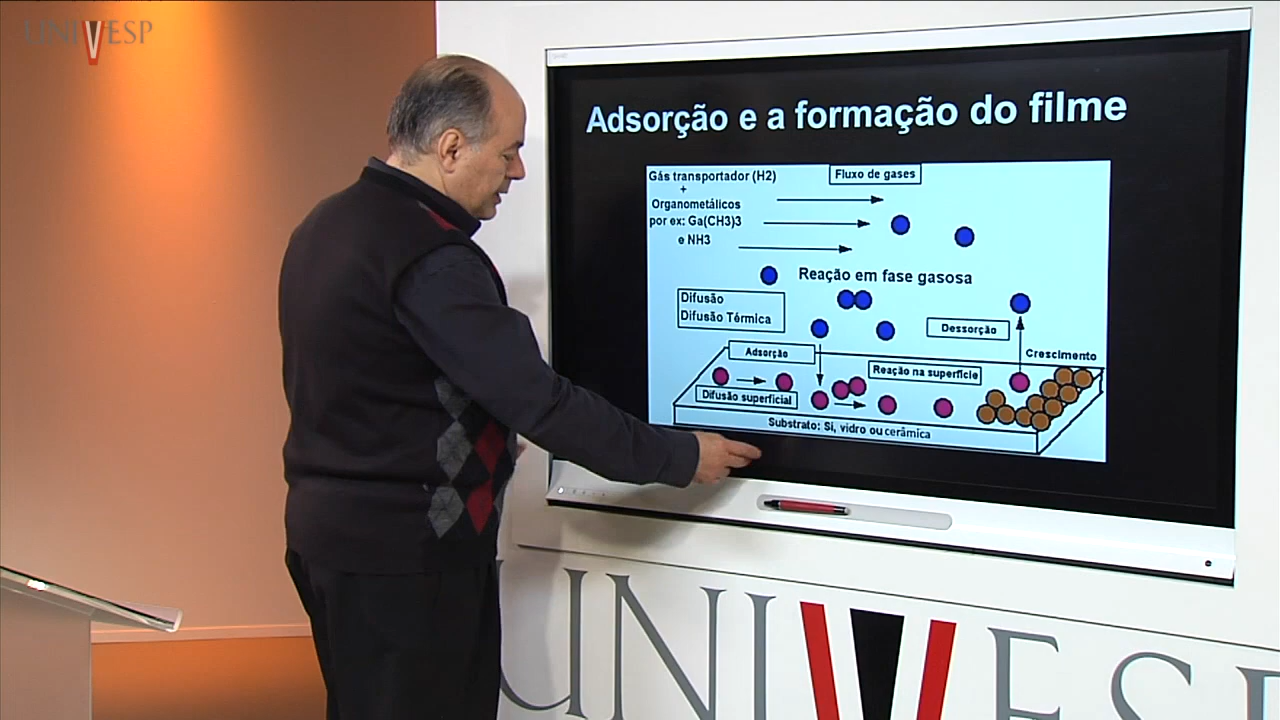 UNIVESP
Adsorção e a formação do filme
Gás transportador (H2)
+
Organometálicos
por ex: Ga(CH3)3
e NH3
Fluxo de gases
Reação em fase gasosa
Difusão
Difusão Térmica
Dessorção
Adsorção
Crescimento
Reação na superfície
Difusão superficial
Substrato: Si, vidro ou cerâmica
UNIVESP